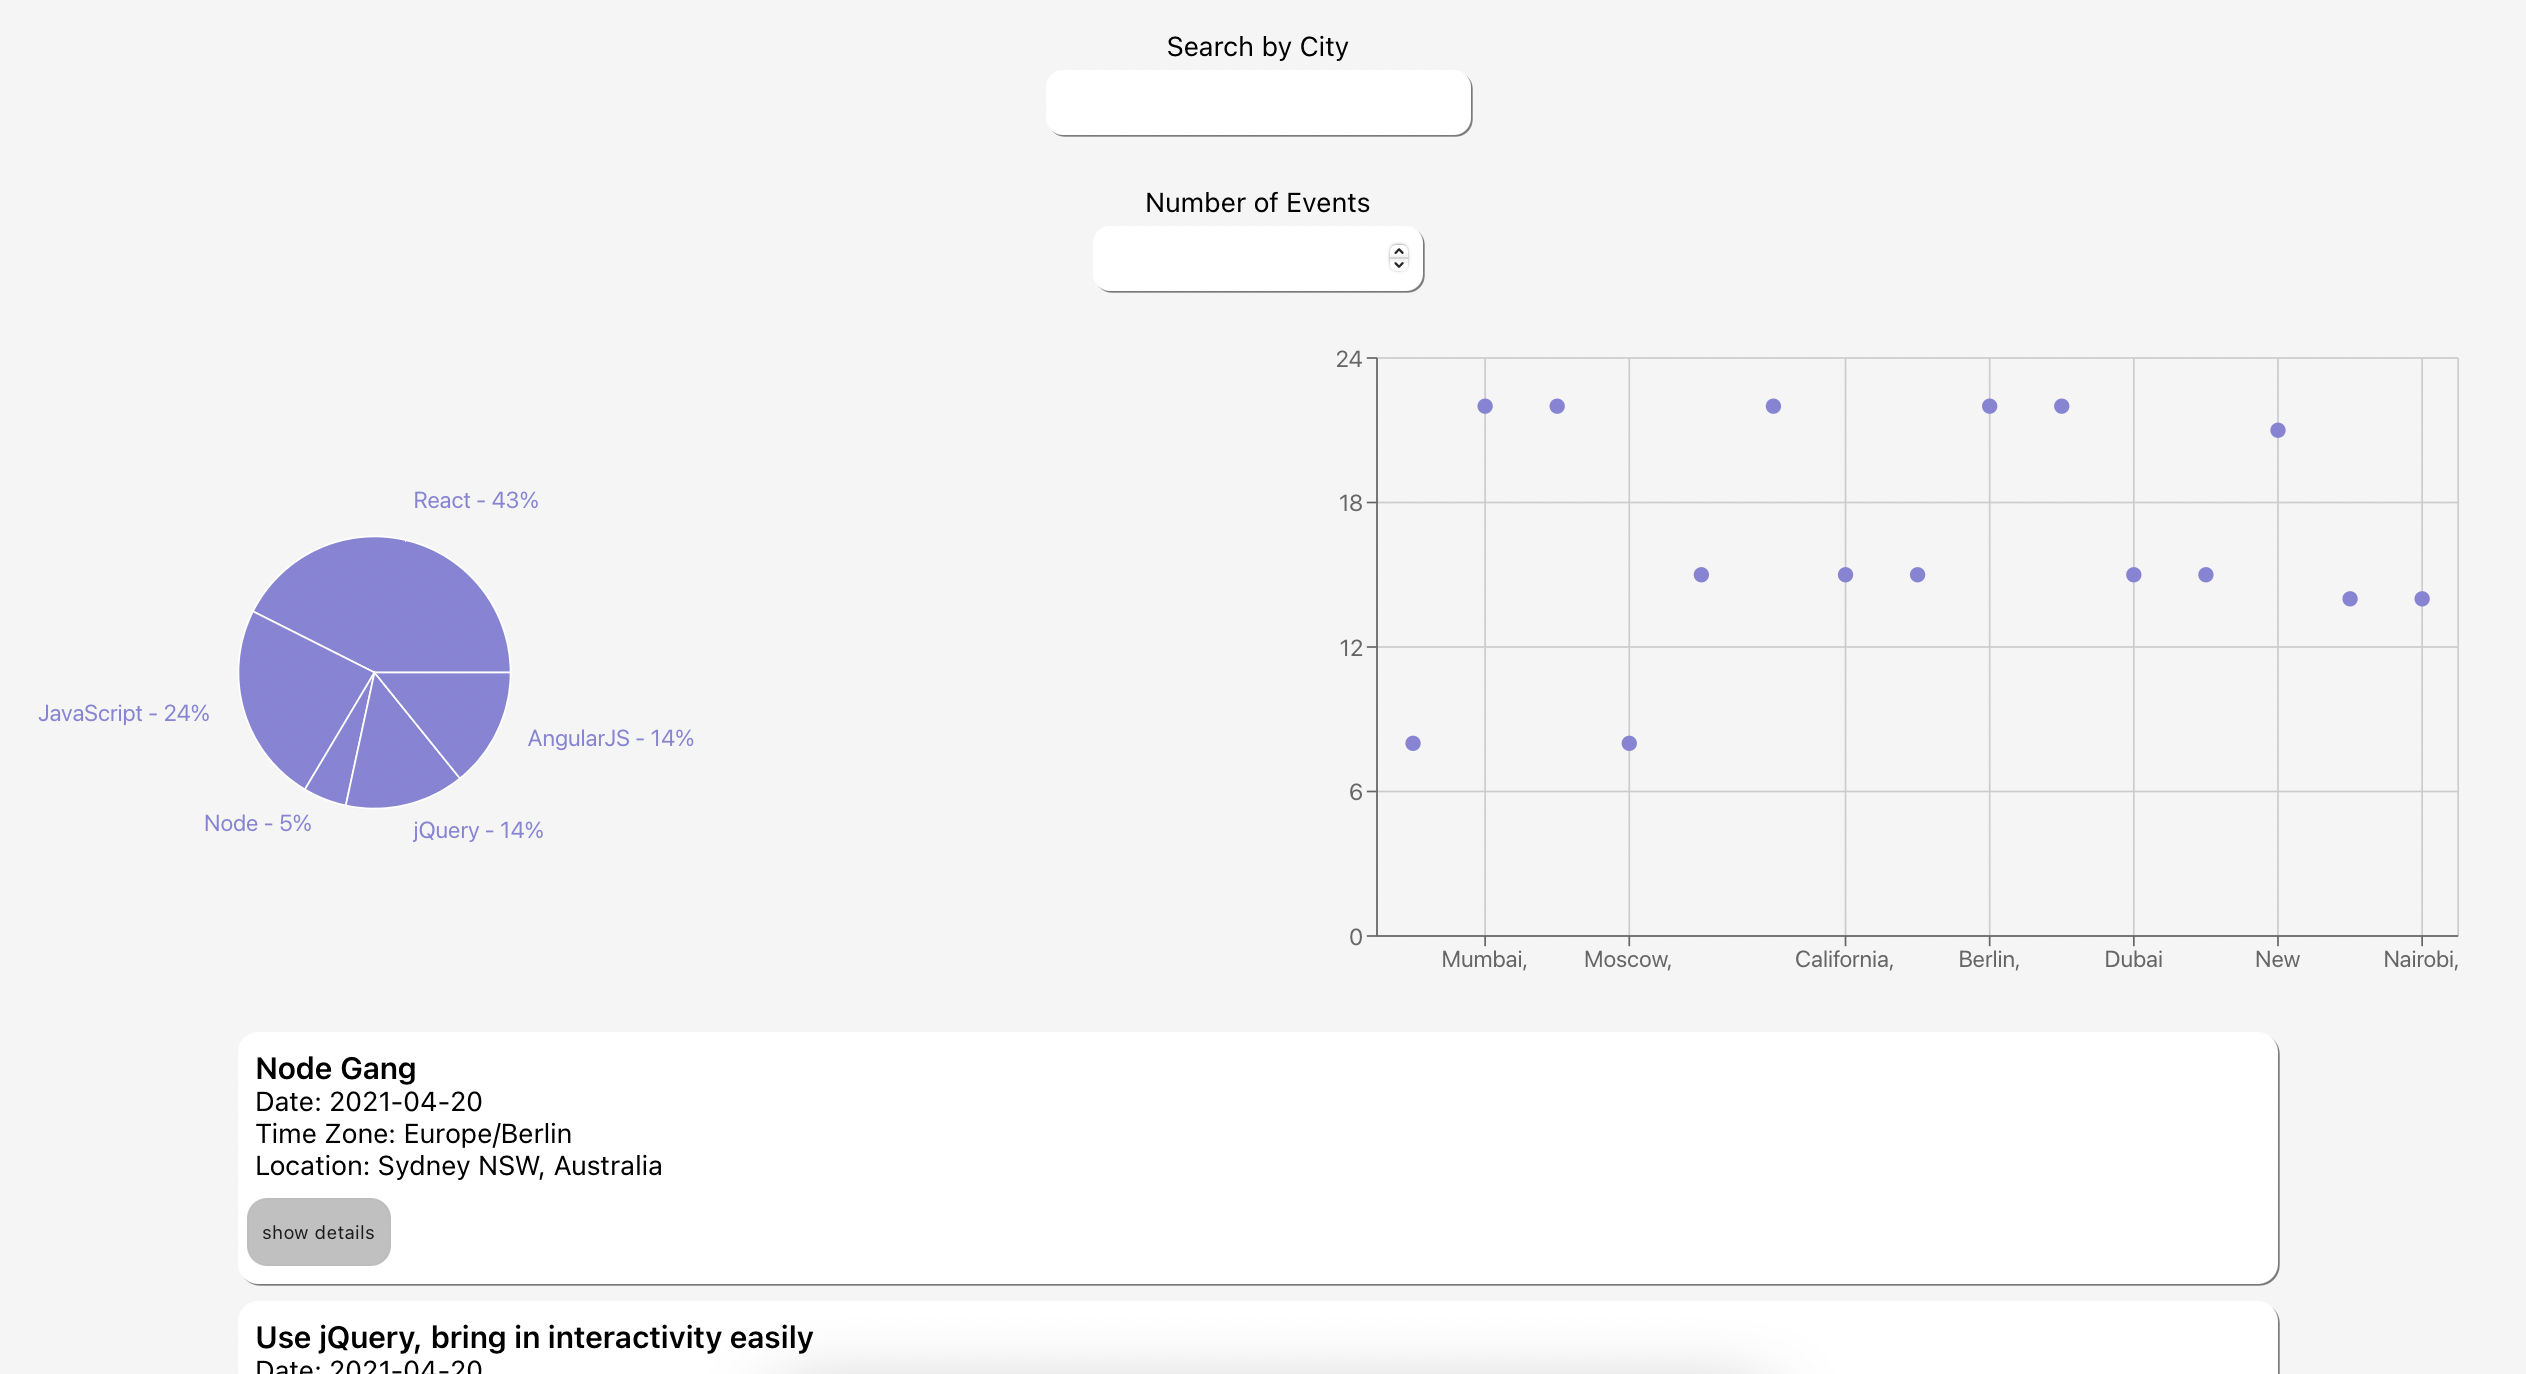 Search by City
Number of Events
React - 43%
JavaScript - 24%
AngularJS - 14%
Node - 5%
jQuery - 14%
24
18
12
6
0
Mumbai, Moscow, California, Berlin, Dubai New Nairobi,
Node Gang
Date: 2021-04-20
Time Zone: Europe/Berlin
Location: Sydney NSW, Australia
show details
Use jQuery, bring in interactivity easily
Date: 2021-04-20